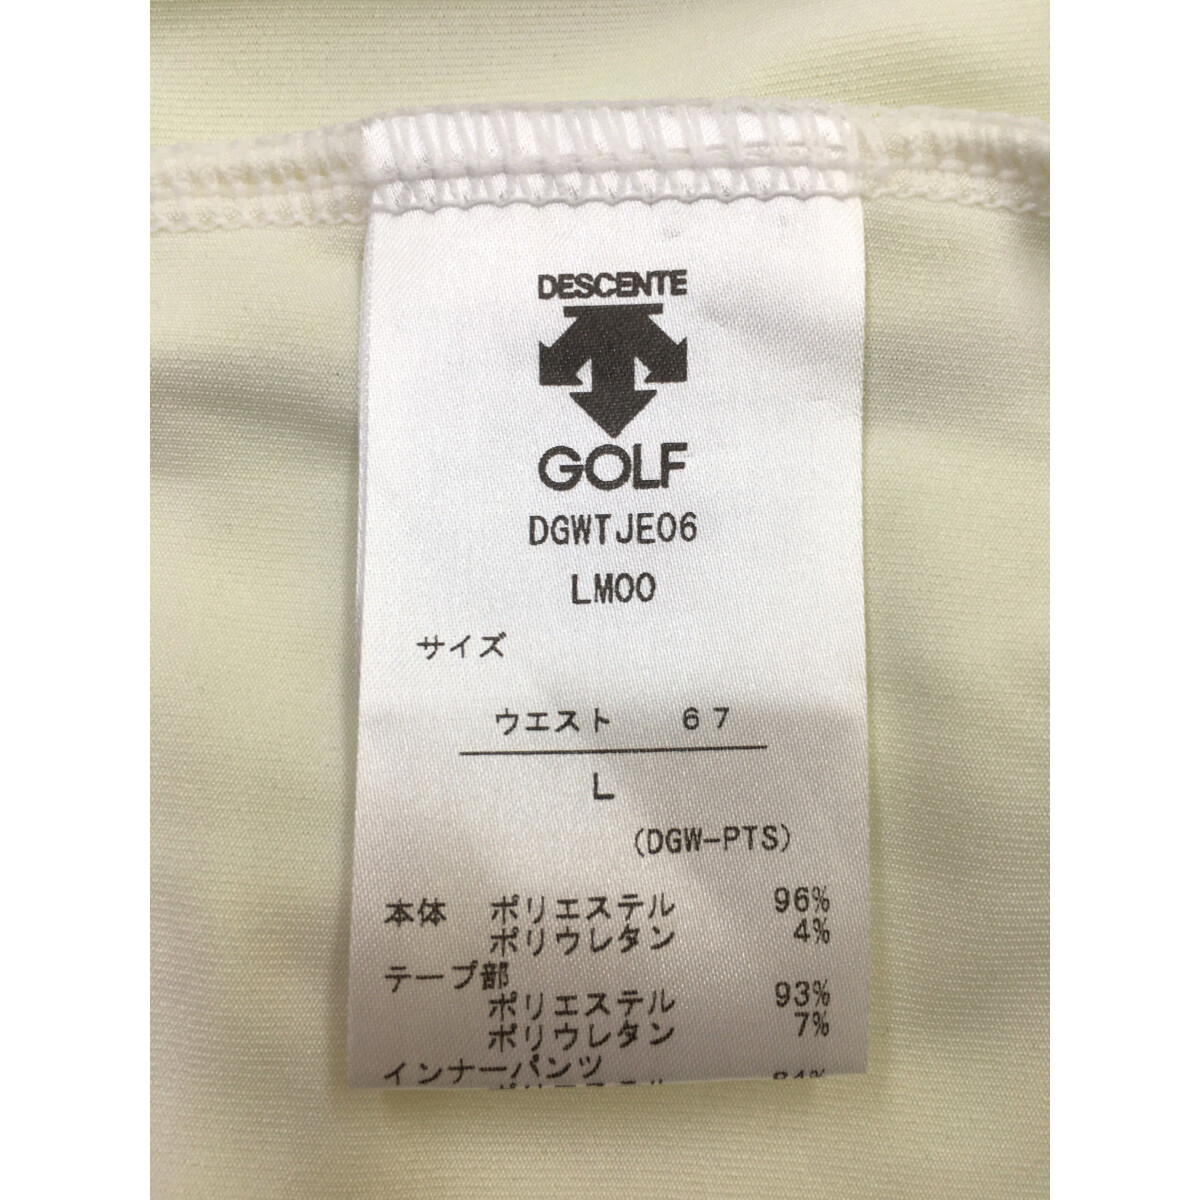 DESCENTE
GOLF
DGWTJE06
LM00
サイズ
ウエスト 67
L
(DGW-PTS)
本体 ポリエステル 96%
ポリウレタン 4%
テープ部
ポリエステル 93%
ポリウレタン 7%
インナーパンツ